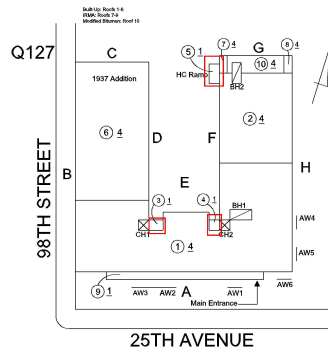 Built-Up: Roofs 1-6
IRMA: Roofs 7-9
Modified Bitumen: Roof 10
Q127
C
5 1
7 4
G
8 4
1937 Addition
HC Ramp
10 4
BH2
6 4
D
F
2 4
B
E
H
98TH STREET
3 1
4 1
BH1
CH1
CH2
AW4
1 4
AW5
9 1
AW3
AW2
A
AW1
AW6
Main Entrance
25TH AVENUE